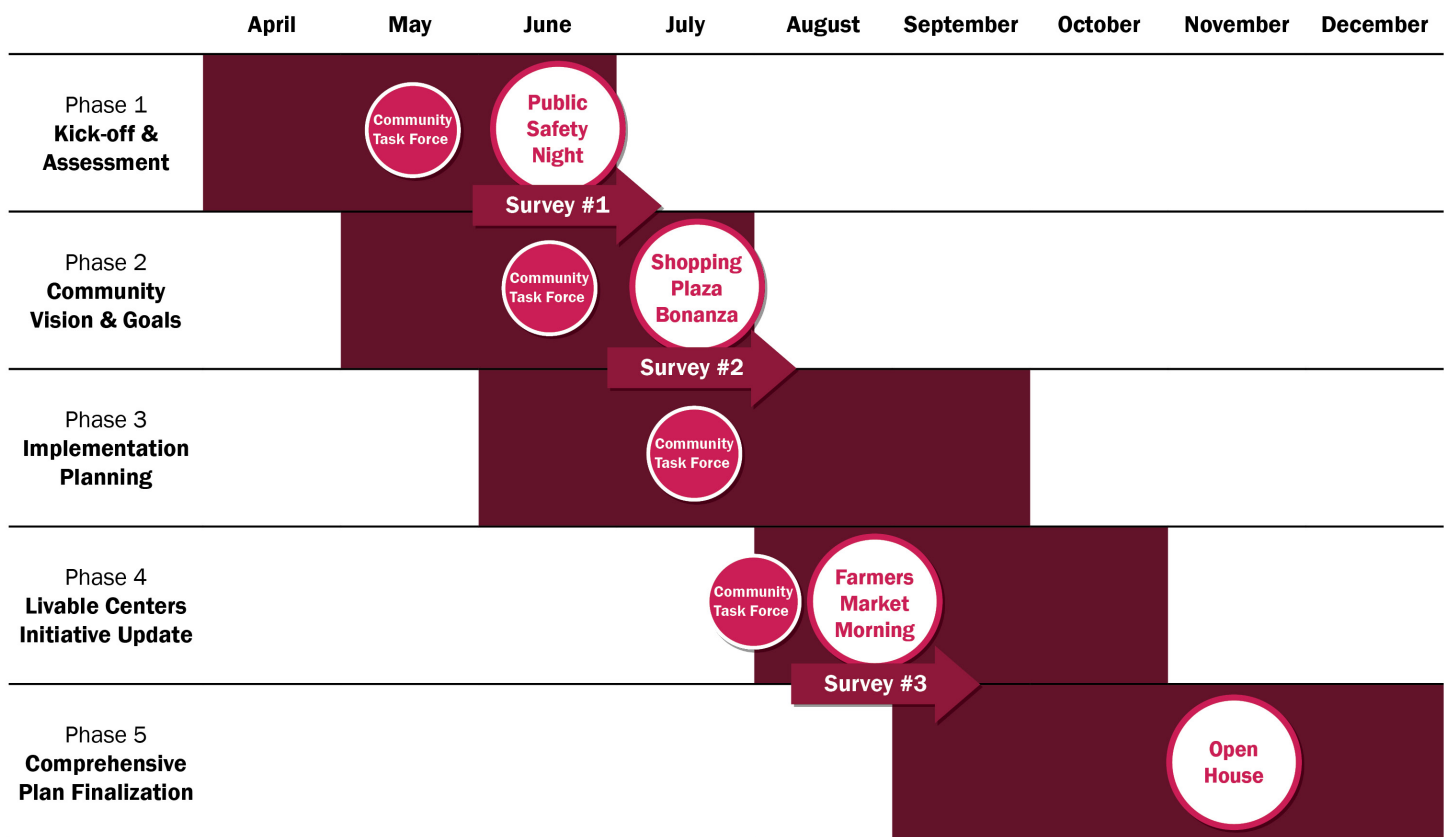 April May June July August September October November December
Phase 1
Kick-off &
Assessment
Community
Task Force
Public
Safety
Night
Survey #1
Phase 2
Community
Vision & Goals
Community
Task Force
Shopping
Plaza
Bonanza
Survey #2
Phase 3
Implementation
Planning
Community
Task Force
Phase 4
Livable Centers
Initiative Update
Community
Task Force
Farmers
Market
Morning
Survey #3
Phase 5
Comprehensive
Plan Finalization
Open
House